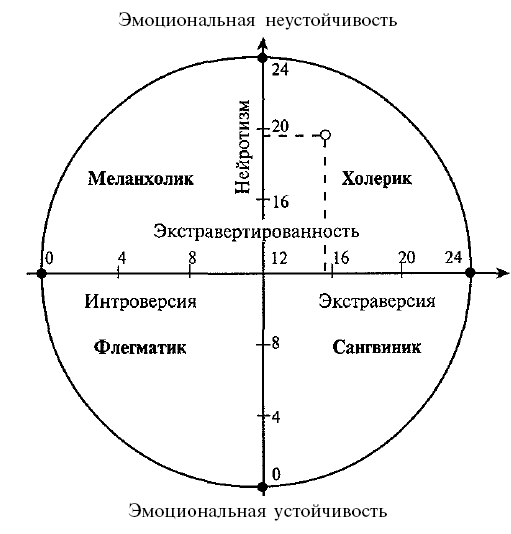 Эмоциональная неустойчивость
24
Нейротизм
20
Меланхолик
Холерик
16
Экстравертированность
0 4 8 12 16 20 24
Интроверсия
Экстраверсия
Флегматик
8
Сангвиник
4
0
Эмоциональная устойчивость